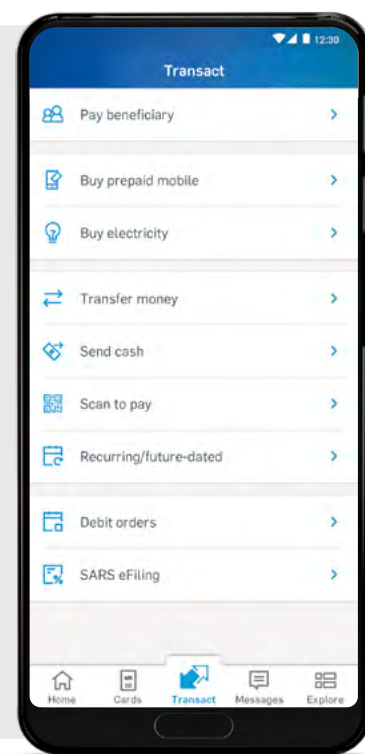 12:30
Transact
Pay beneficiary
Buy prepaid mobile
Buy electricity
Transfer money
Send cash
Scan to pay
Recurring/future-dated
Debit orders
SARS eFiling
Home Cards Transact Messages Explore